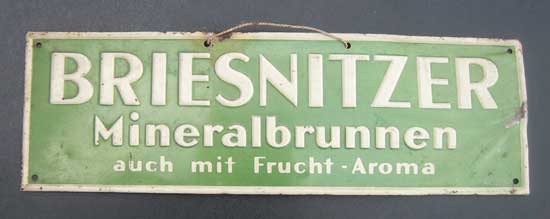 BRIESNITZER
Mineralbrunnen
auch mit Frucht-Aroma